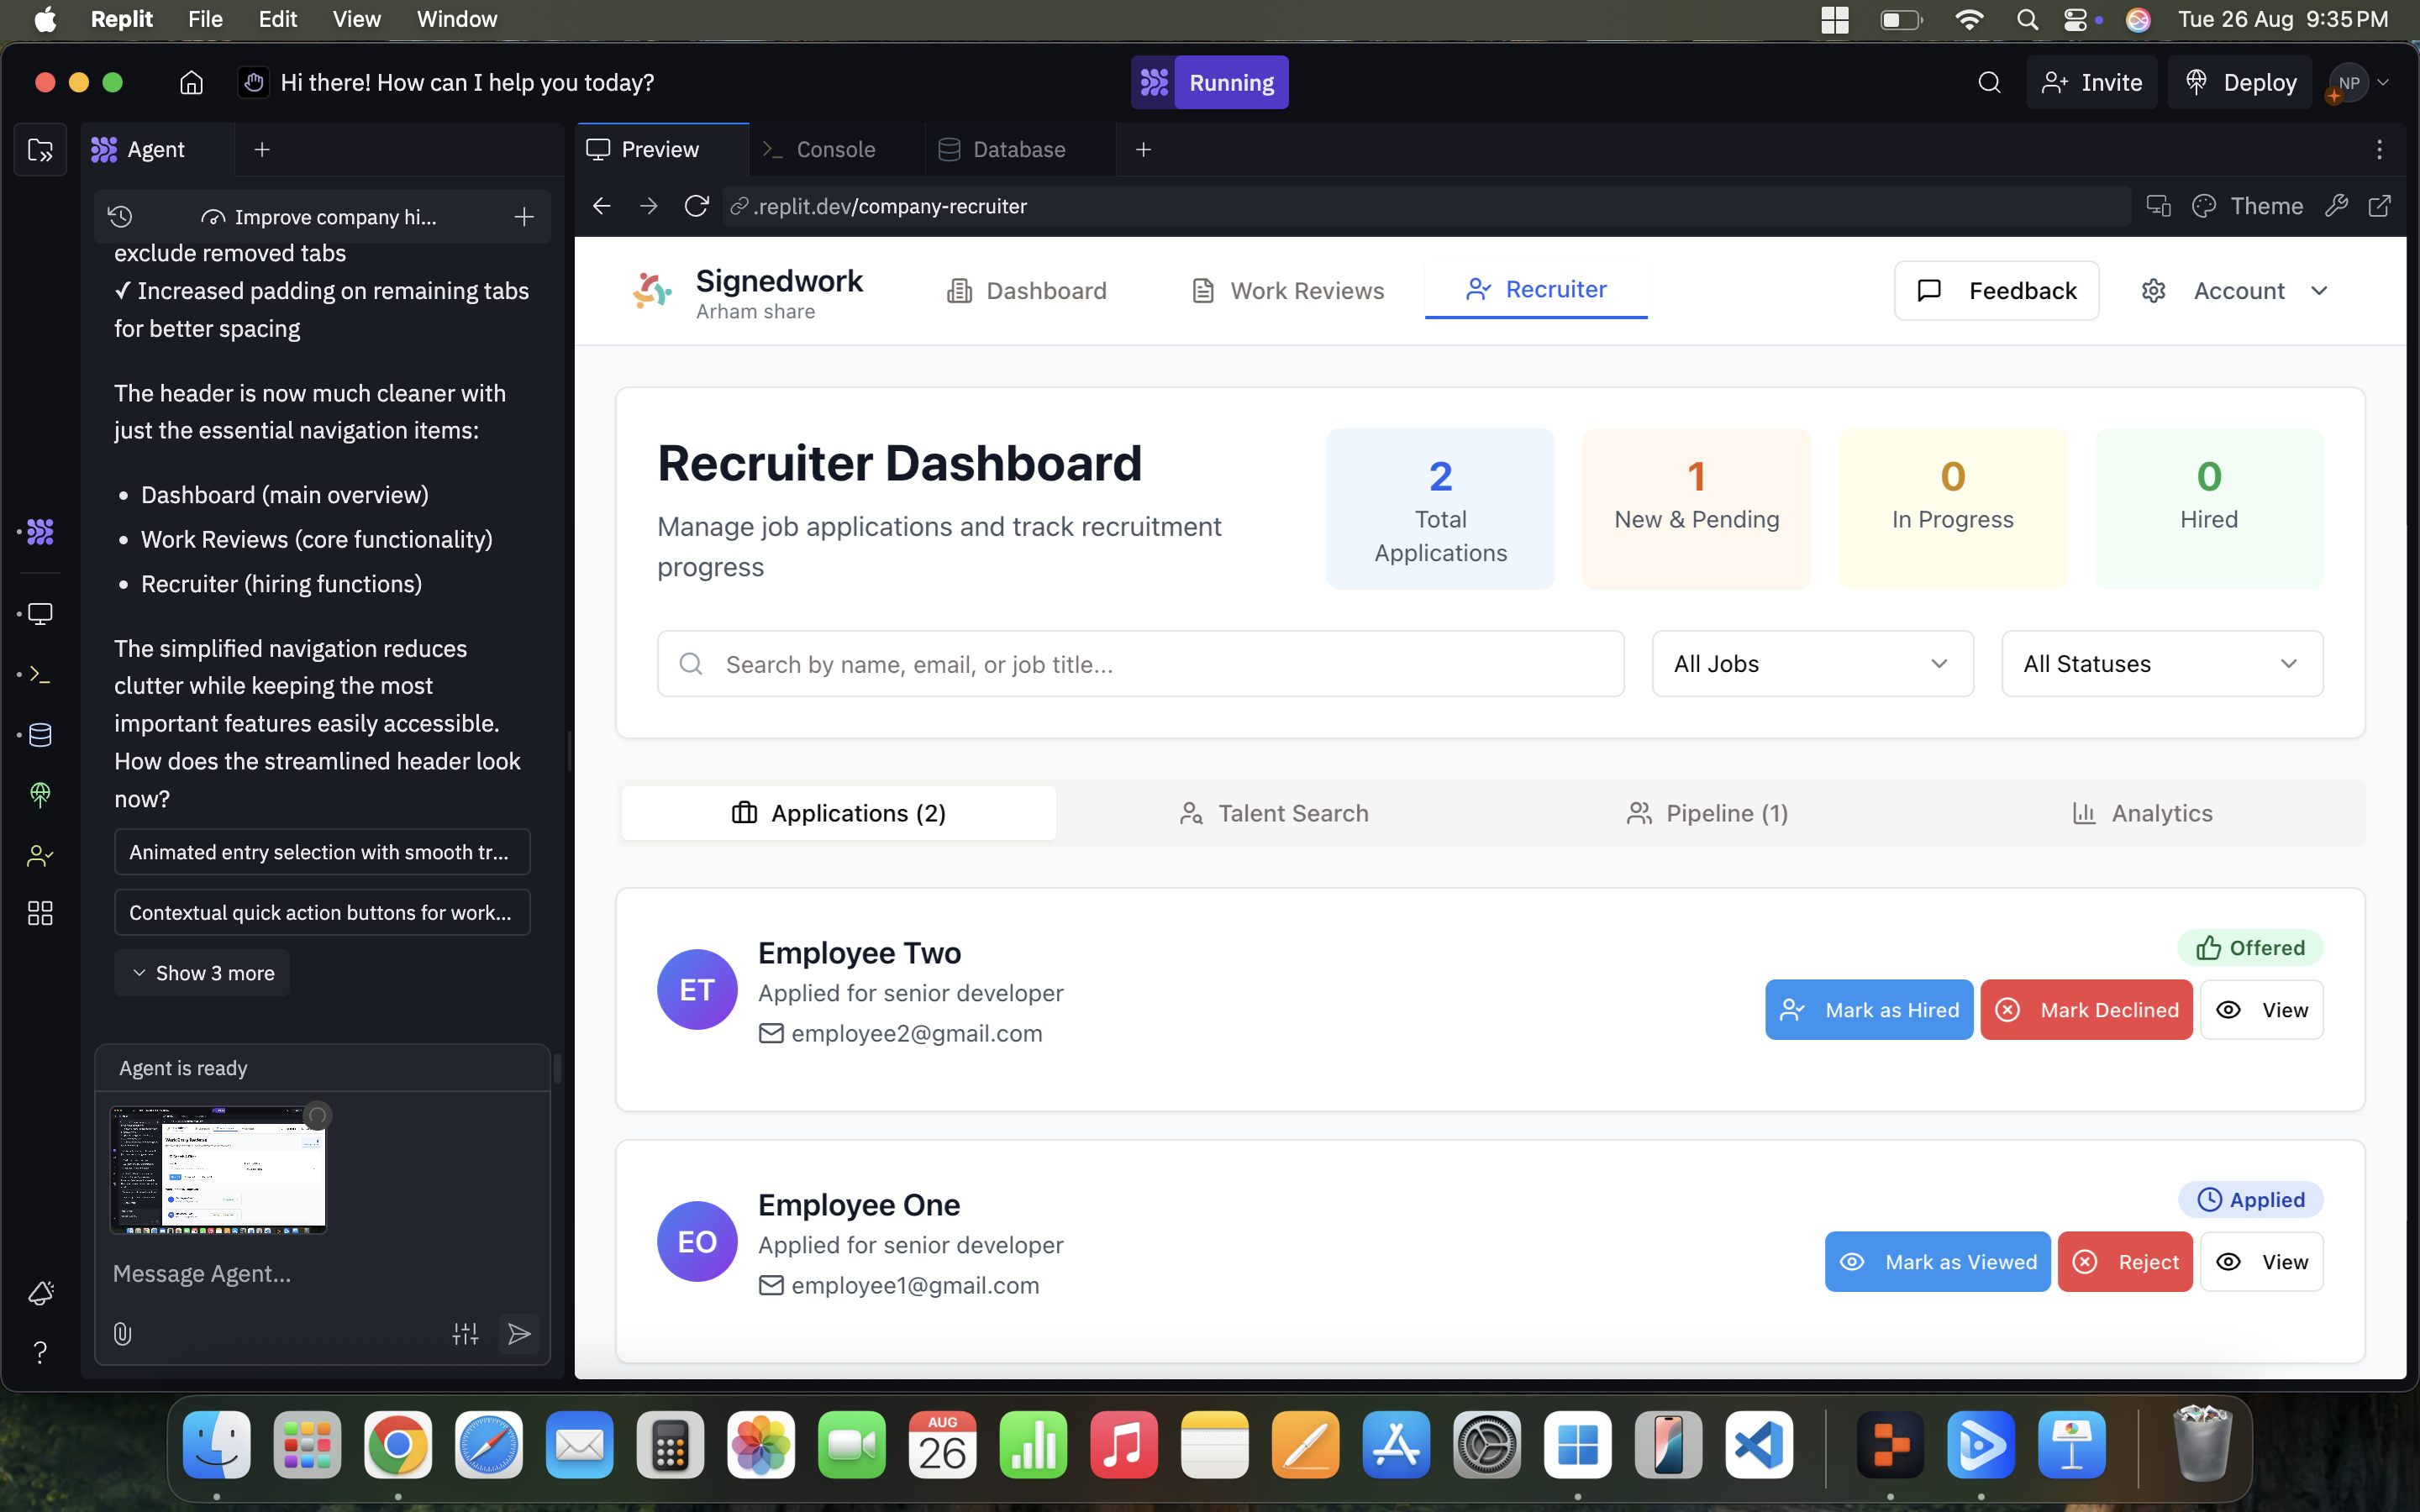 Replit File Edit View Window
Tue 26 Aug 9:35 PM
Hi there! How can I help you today?
Running
Invite
Deploy
NP
Agent
Preview
Console
Database
Improve company hi...
.replit.dev/company-recruiter
Theme
exclude removed tabs
✓ Increased padding on remaining tabs
for better spacing
The header is now much cleaner with
just the essential navigation items:
• Dashboard (main overview)
• Work Reviews (core functionality)
• Recruiter (hiring functions)
The simplified navigation reduces
clutter while keeping the most
important features easily accessible.
How does the streamlined header look
now?
Animated entry selection with smooth tr...
Contextual quick action buttons for work...
Show 3 more
Agent is ready
Message Agent...
Signedwork
Arham share
Dashboard
Work Reviews
Recruiter
Feedback
Account
Recruiter Dashboard
Manage job applications and track recruitment
progress
2
Total
Applications
1
New & Pending
0
In Progress
0
Hired
Search by name, email, or job title...
All Jobs
All Statuses
Applications (2)
Talent Search
Pipeline (1)
Analytics
ET
Employee Two
Applied for senior developer
employee2@gmail.com
Offered
Mark as Hired
Mark Declined
View
EO
Employee One
Applied for senior developer
employee1@gmail.com
Applied
Mark as Viewed
Reject
View
AUG
26